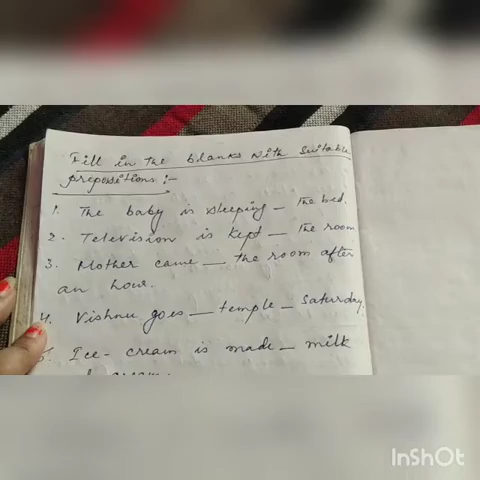 Fill in the blanks with suitable
prepositions :-
1. The baby is sleeping _ the bed.
2. Television is kept _ the room
3. Mother came __ the room after
an hour.
4. Vishnu goes __ temple _ Saturday.
5. Ice-cream is made _ milk
InShOt